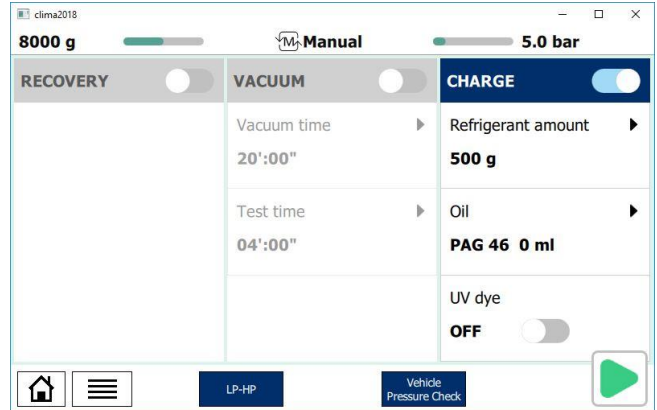 clima2018
8000 g
M Manual
5.0 bar
RECOVERY
VACUUM
Vacuum time
20':00"
Test time
04':00"
CHARGE
Refrigerant amount
500 g
Oil
PAG 46 0 ml
UV dye
OFF
LP-HP
Vehicle
Pressure Check